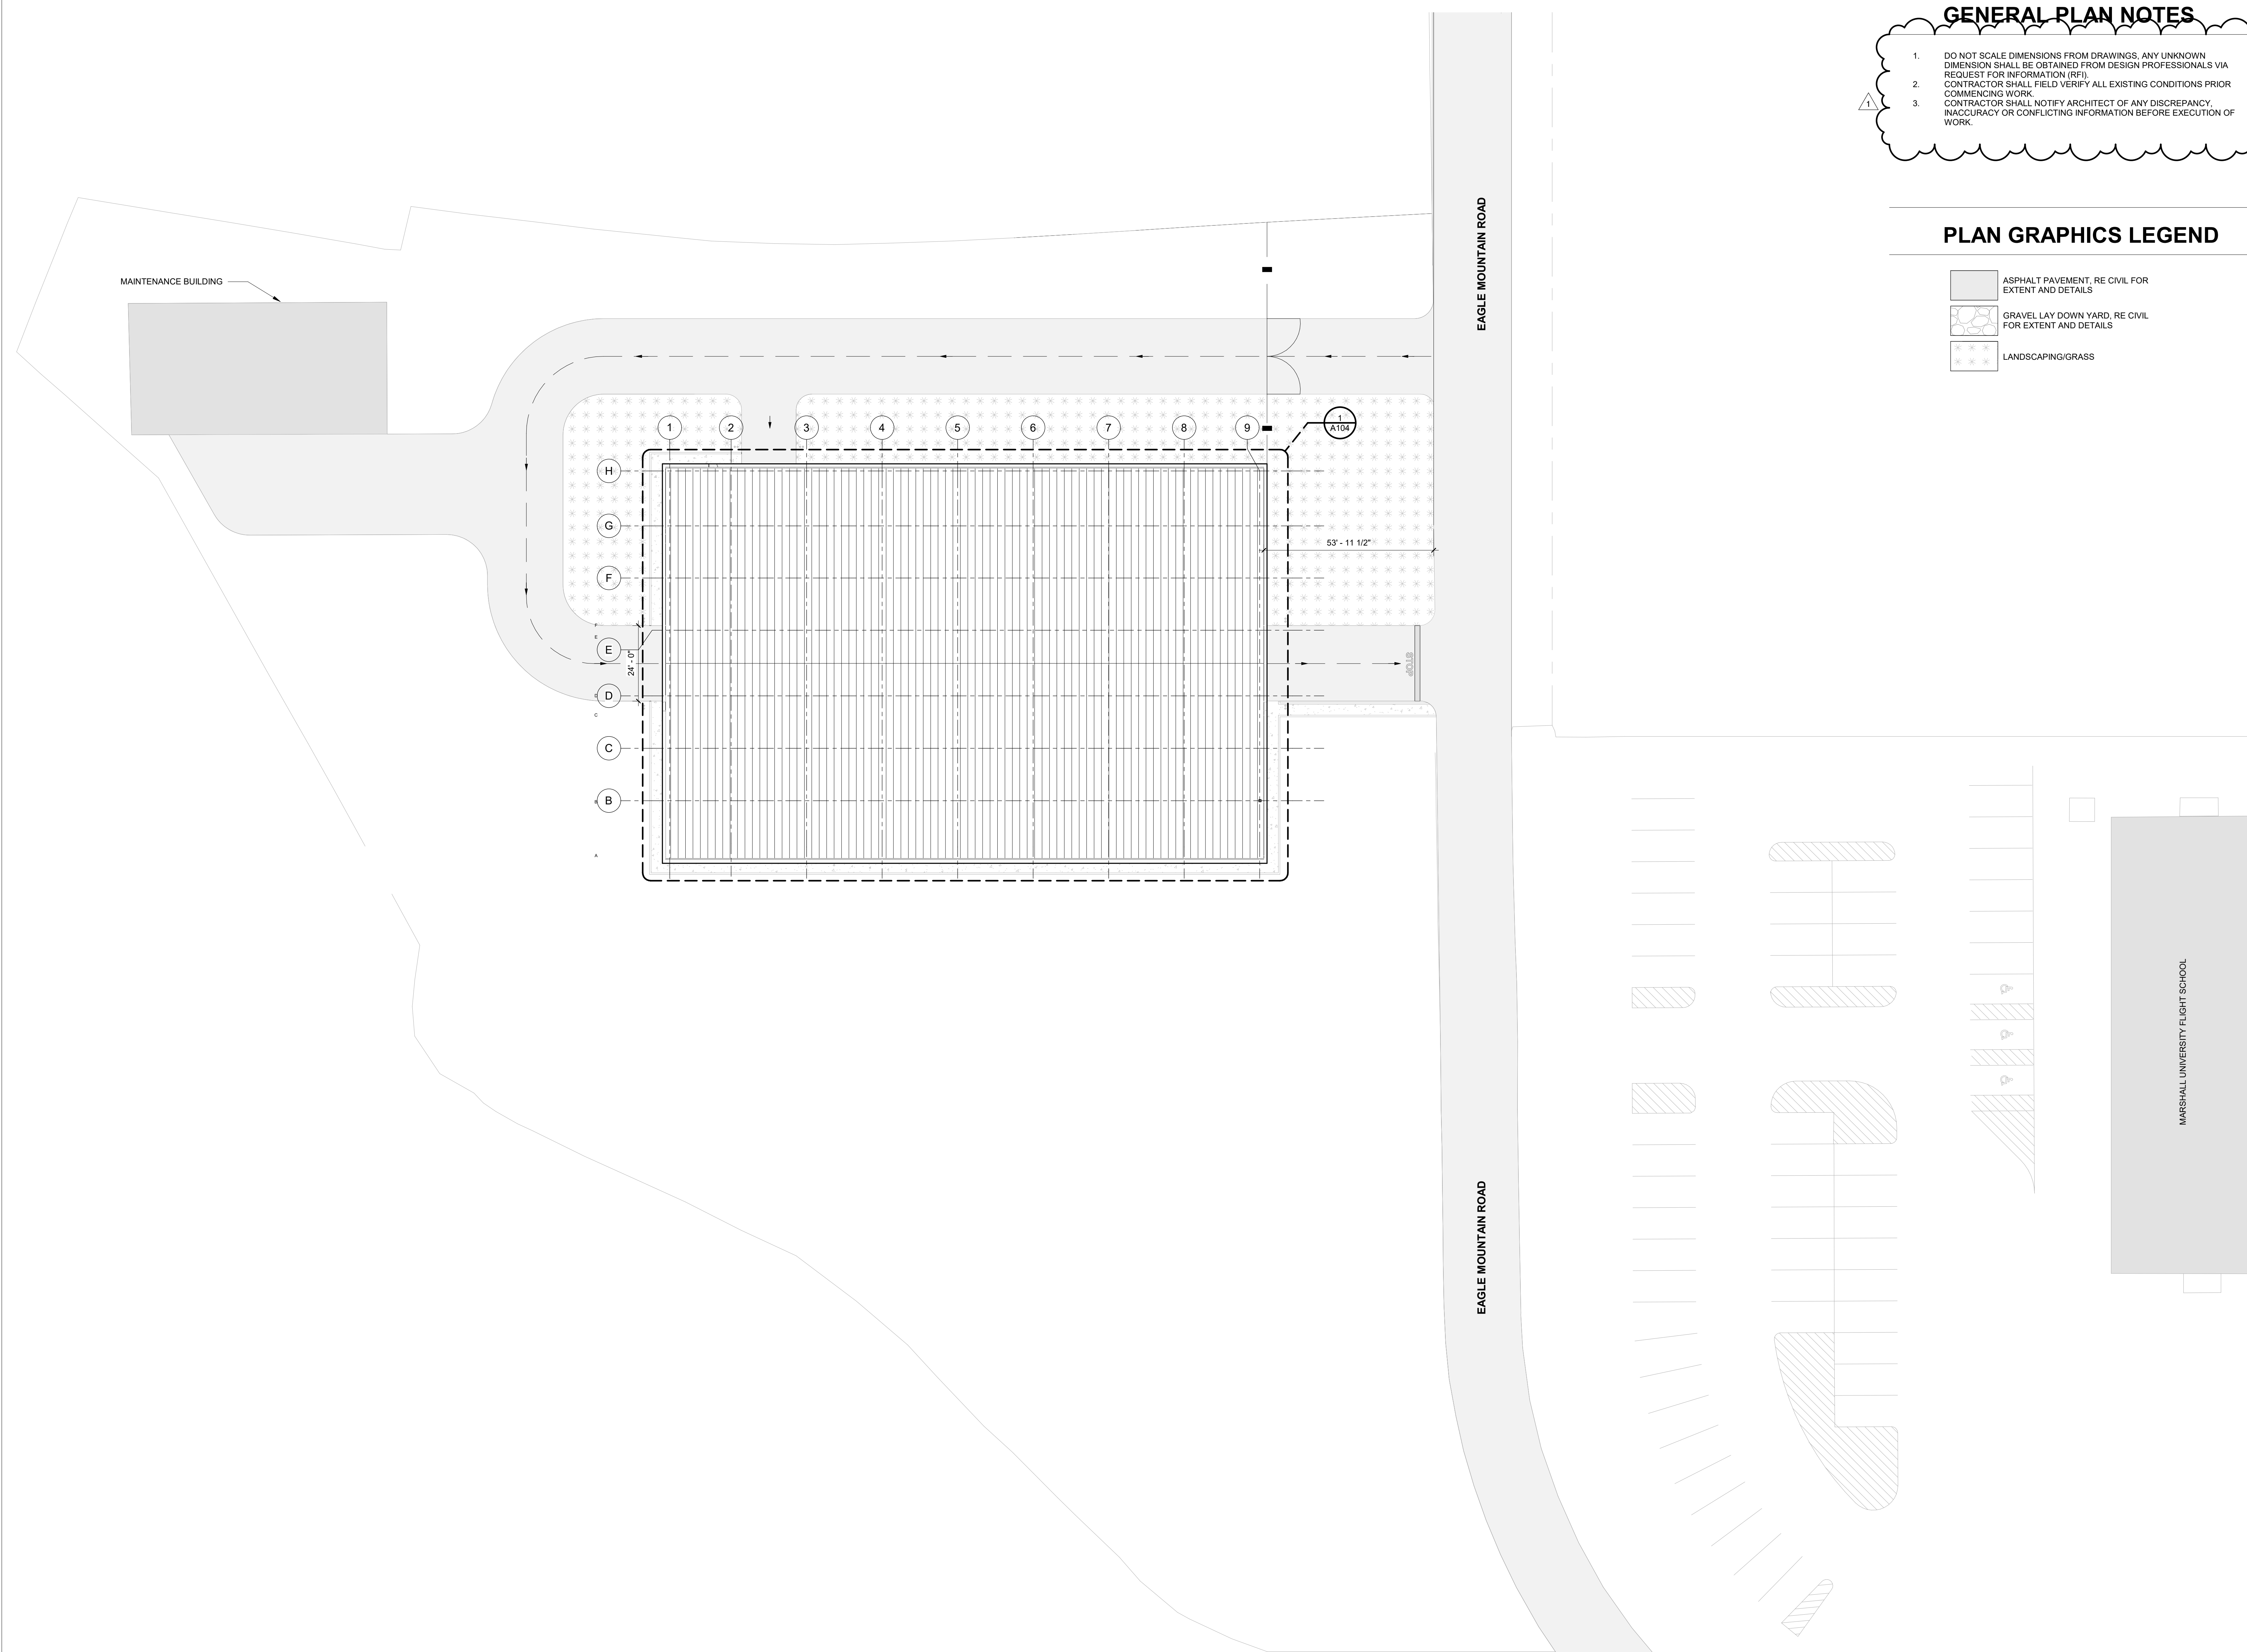 GENERAL PLAN NOTES
1. DO NOT SCALE DIMENSIONS FROM DRAWINGS, ANY UNKNOWN
DIMENSION SHALL BE OBTAINED FROM DESIGN PROFESSIONALS VIA
REQUEST FOR INFORMATION (RFI).
2. CONTRACTOR SHALL FIELD VERIFY ALL EXISTING CONDITIONS PRIOR
COMMENCING WORK.
3. CONTRACTOR SHALL NOTIFY ARCHITECT OF ANY DISCREPANCY,
INACCURACY OR CONFLICTING INFORMATION BEFORE EXECUTION OF
WORK.
1
PLAN GRAPHICS LEGEND
ASPHALT PAVEMENT, RE CIVIL FOR
EXTENT AND DETAILS
GRAVEL LAY DOWN YARD, RE CIVIL
FOR EXTENT AND DETAILS
LANDSCAPING/GRASS
EAGLE MOUNTAIN ROAD
MAINTENANCE BUILDING
1 2 3 4 5 6 7 8 9
1
A104
H
G
53' - 11 1/2"
F
F
E
E
24' - 0"
STOP
D
D
C
C
B
B
A
MARSHALL UNIVERSITY FLIGHT SCHOOL
EAGLE MOUNTAIN ROAD